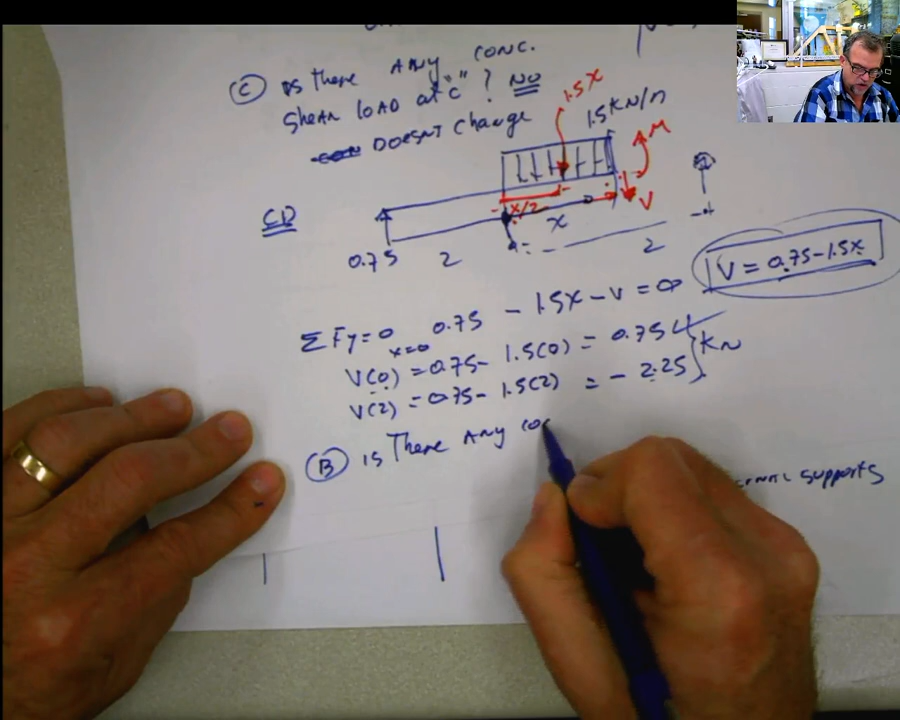 C IS There ANY CONC.
Shear LOAD at "C"? NO
DOESNT Change
1.5X
1.5KN/m
M
V
CD
X/2
X
0.75
2
2
V = 0.75-1.5x
ΣFy=0 0.75 - 1.5X - V = 0
x=0
V(0) = 0.75 - 1.5(0) = 0.75
V(2) = 0.75 - 1.5(2) = - 2.25
KN
B IS There ANY co
supports